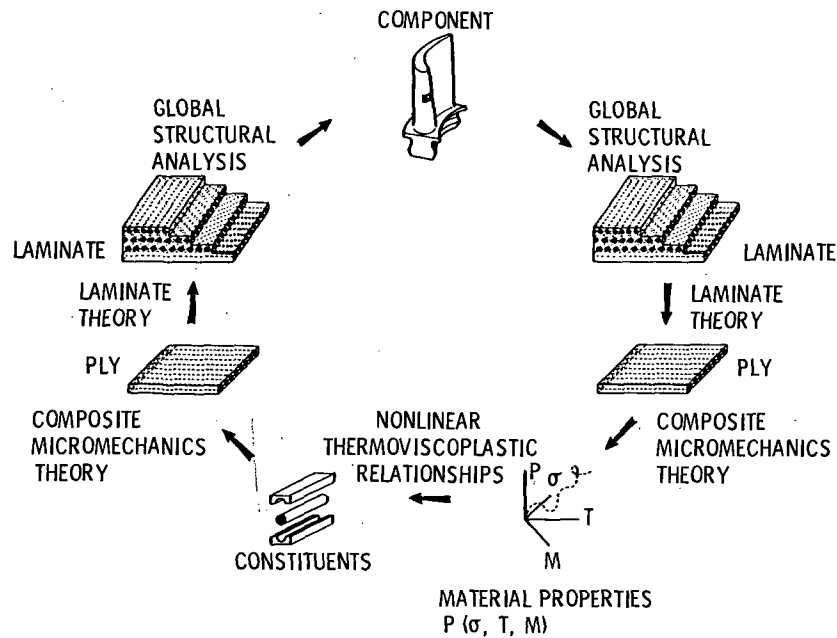 COMPONENT
GLOBAL
STRUCTURAL
ANALYSIS
GLOBAL
STRUCTURAL
ANALYSIS
LAMINATE
LAMINATE
LAMINATE
THEORY
LAMINATE
THEORY
PLY
PLY
COMPOSITE
MICROMECHANICS
THEORY
NONLINEAR
THERMOVISCOPLASTIC
RELATIONSHIPS
COMPOSITE
MICROMECHANICS
THEORY
P
σ
T
M
CONSTITUENTS
MATERIAL PROPERTIES
P (σ, T, M)